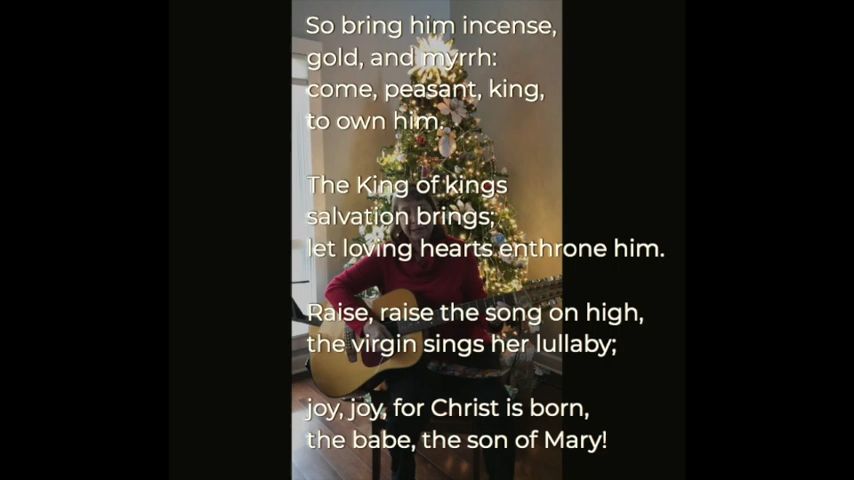 So bring him incense,
gold, and myrrh:
come, peasant, king,
to own him.
The King of kings
salvation brings;
let loving hearts enthrone him.
Raise, raise the song on high,
the virgin sings her lullaby;
joy, joy, for Christ is born,
the babe, the son of Mary!